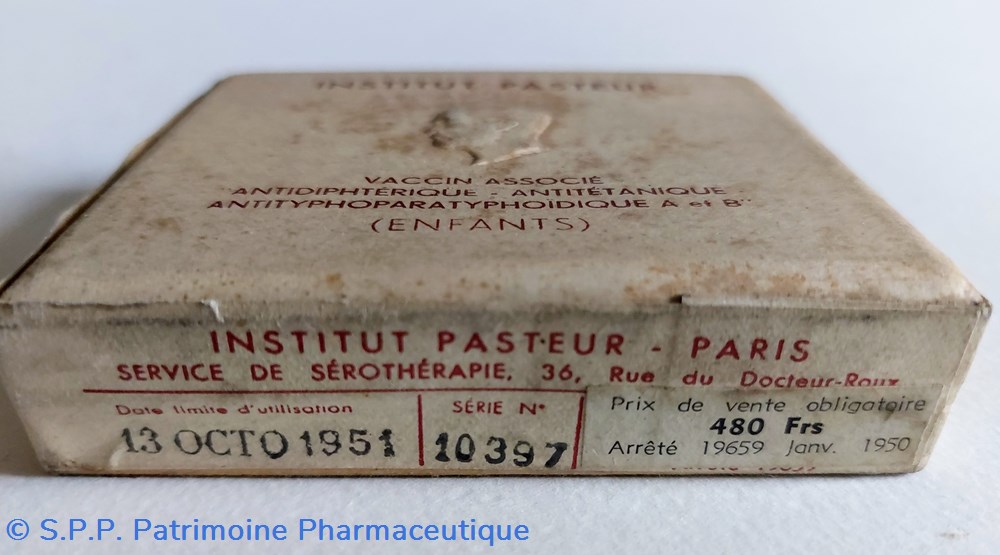 INSTITUT PASTEUR
VACCIN ASSOCIÉ
"ANTIDIPHTÉRIQUE - ANTITÉTANIQUE
ANTITYPHOPARATYPHOÏDIQUE A et B"
(ENFANTS)
INSTITUT PASTEUR - PARIS
SERVICE DE SÉROTHÉRAPIE, 36, Rue du Docteur-Roux
Date limite d'utilisation
13 OCTO 1951
SÉRIE N°
10397
Prix de vente obligatoire
480 Frs
Arrêté 19659 Janv. 1950
© S.P.P. Patrimoine Pharmaceutique